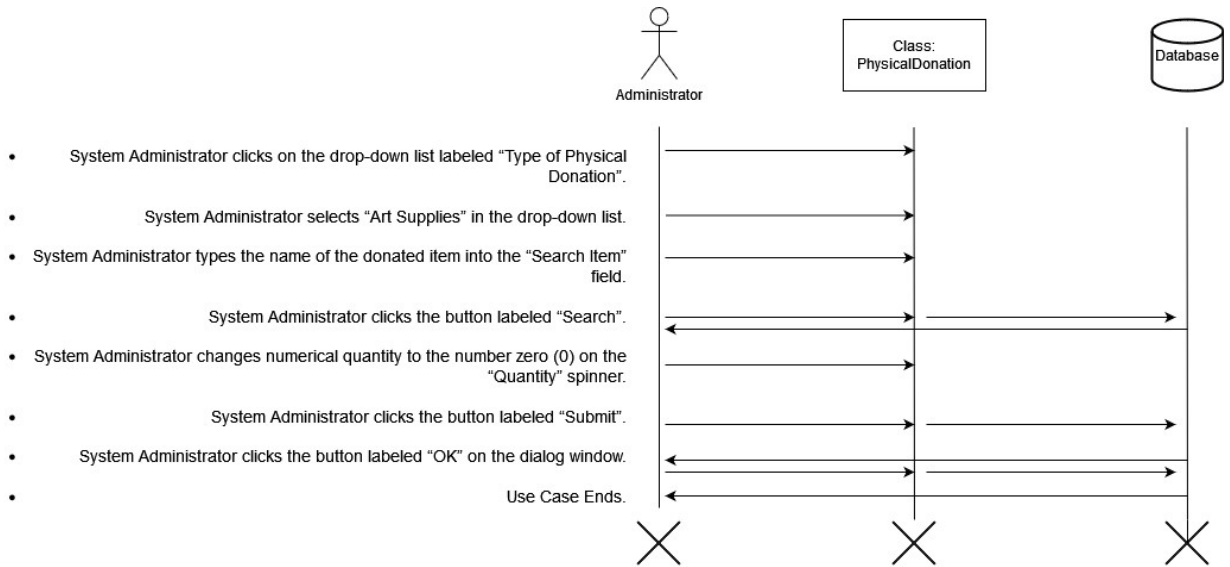 Administrator
Class:
PhysicalDonation
Database
• System Administrator clicks on the drop-down list labeled “Type of Physical
Donation”.
• System Administrator selects “Art Supplies” in the drop-down list.
• System Administrator types the name of the donated item into the “Search Item”
field.
• System Administrator clicks the button labeled “Search”.
• System Administrator changes numerical quantity to the number zero (0) on the
“Quantity” spinner.
• System Administrator clicks the button labeled “Submit”.
• System Administrator clicks the button labeled “OK” on the dialog window.
• Use Case Ends.